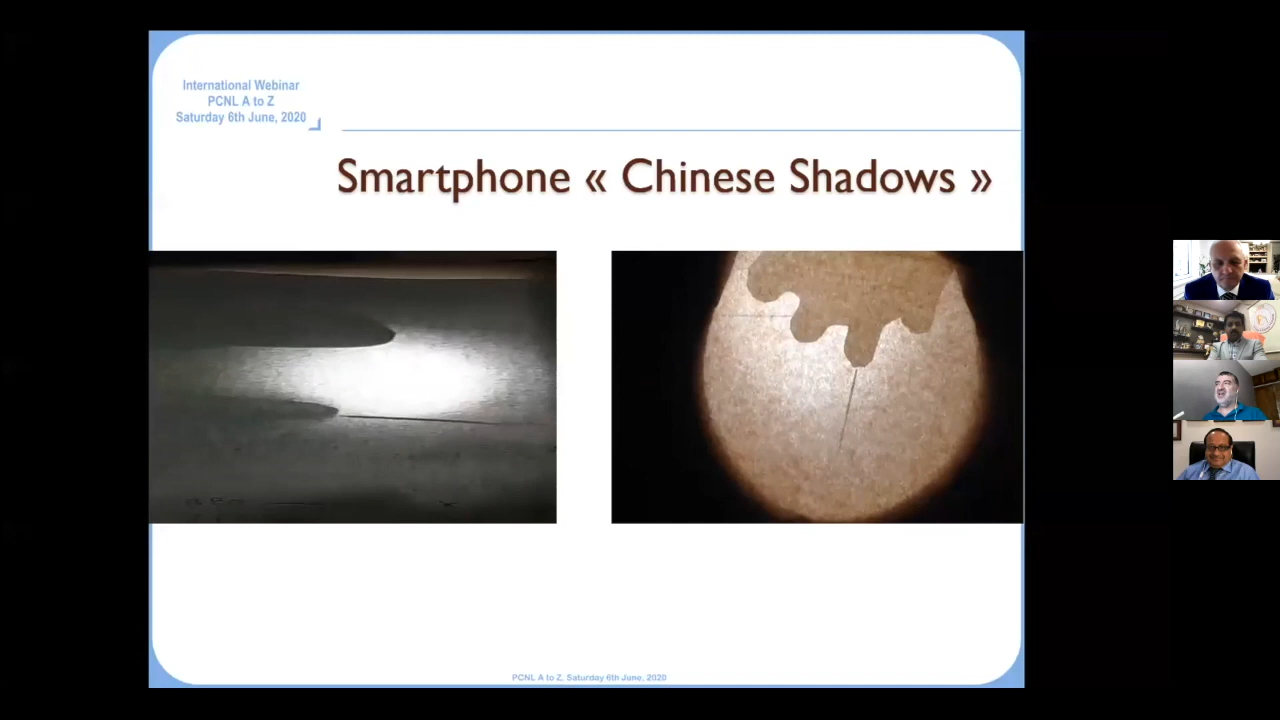 International Webinar
PCNL A to Z
Saturday 6th June, 2020
Smartphone « Chinese Shadows »
PCNL A to Z, Saturday 6th June, 2020